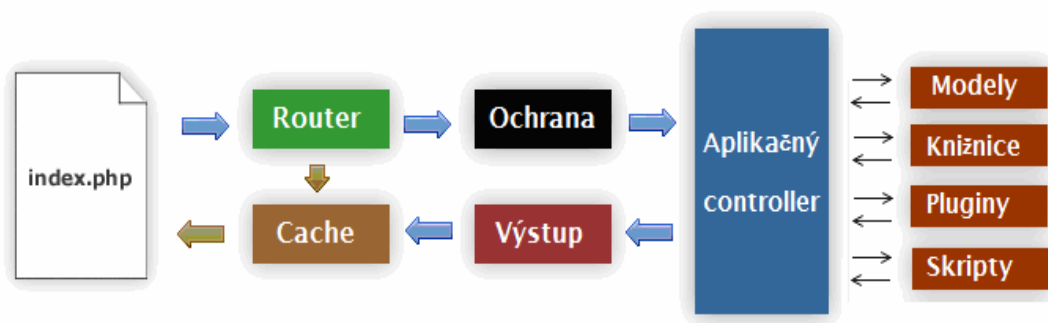 index.php
Router
Ochrana
Cache
Výstup
Aplikačný
controller
Modely
Knižnice
Pluginy
Skripty